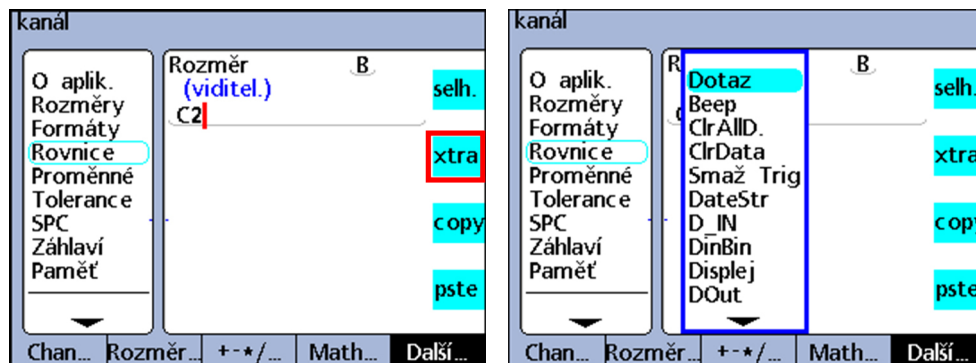 kanál
O aplik.
Rozměry
Formáty
Rovnice
Proměnné
Tolerance
SPC
Záhlaví
Paměť
Rozměr B
(viditel.)
C2
selh.
xtra
copy
pste
Chan... Rozměr... +-*/... Math... Další...
kanál
O aplik.
Rozměry
Formáty
Rovnice
Proměnné
Tolerance
SPC
Záhlaví
Paměť
R B
Dotaz
Beep
ClrAllD.
ClrData
Smaž Trig
DateStr
D_IN
DinBin
Displej
DOut
selh.
xtra
copy
pste
Chan... Rozměr... +-*/... Math... Další...